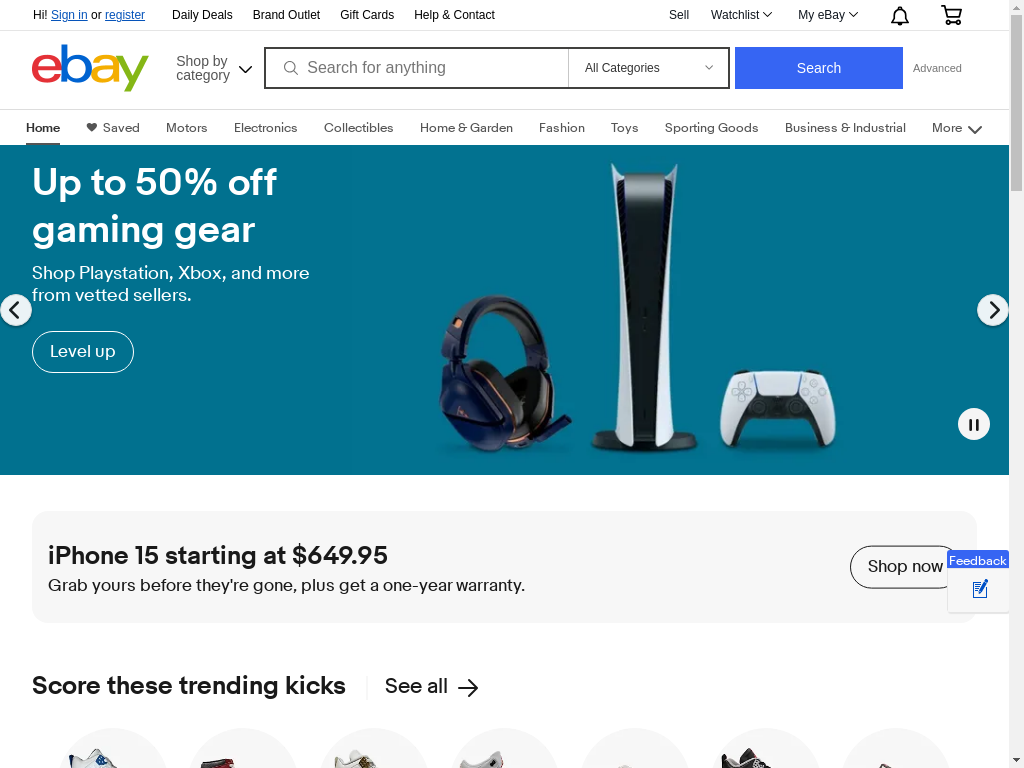 Hi! Sign in or register
Daily Deals
Brand Outlet
Gift Cards
Help & Contact
Sell
Watchlist
My eBay
ebay
Shop by
category
Search for anything
All Categories
Search
Advanced
Home
Saved
Motors
Electronics
Collectibles
Home & Garden
Fashion
Toys
Sporting Goods
Business & Industrial
More
Up to 50% off
gaming gear
Shop Playstation, Xbox, and more
from vetted sellers.
Level up
iPhone 15 starting at $649.95
Grab yours before they're gone, plus get a one-year warranty.
Shop now
Feedback
Score these trending kicks
See all